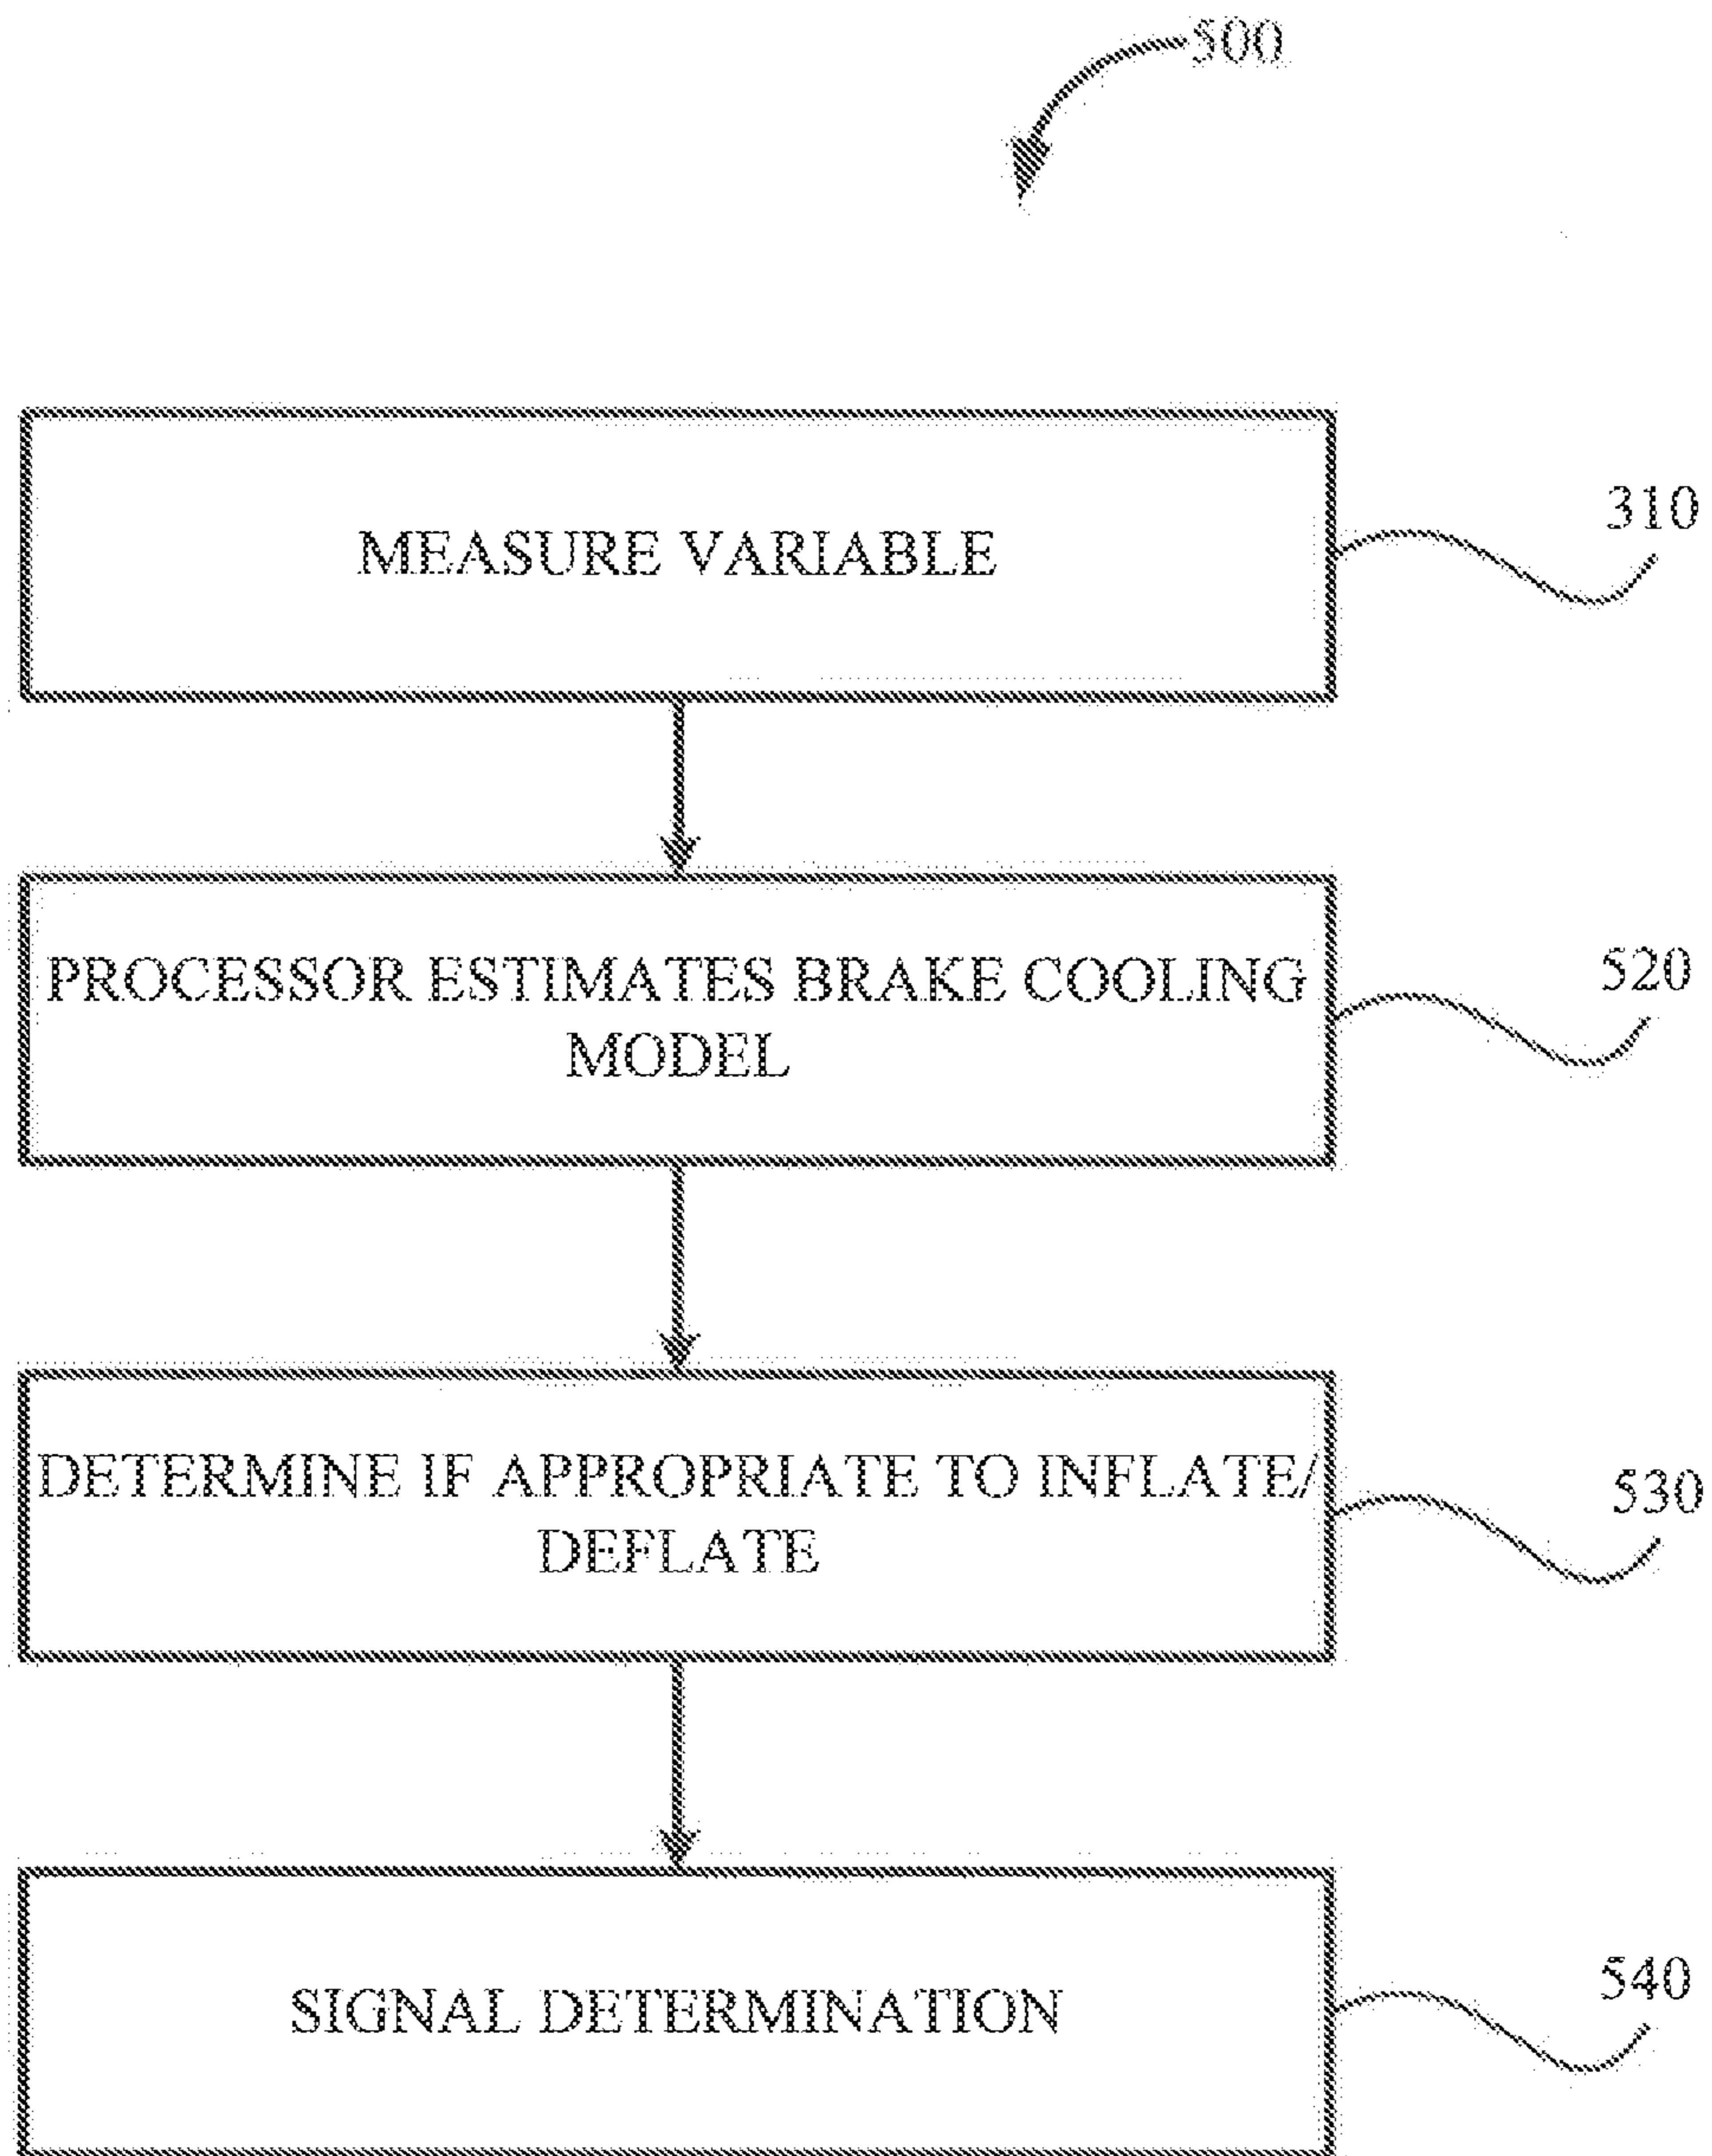 500
MEASURE VARIABLE
310
PROCESSOR ESTIMATES BRAKE COOLING
MODEL
520
DETERMINE IF APPROPRIATE TO INFLATE/
DEFLATE
530
SIGNAL DETERMINATION
540